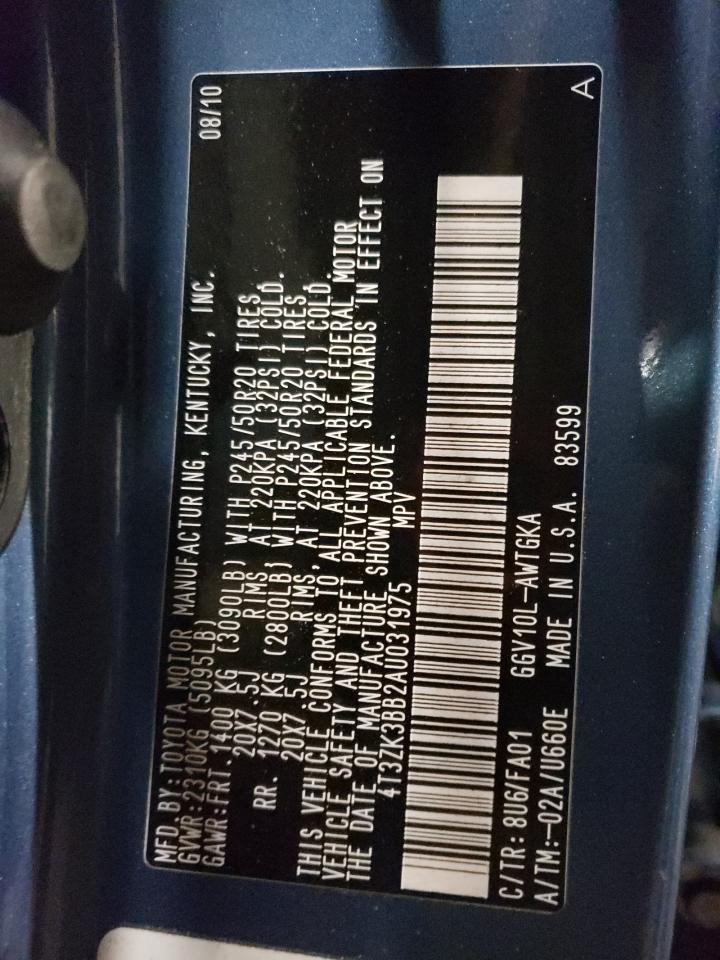 MFD.BY:TOYOTA MOTOR MANUFACTURING, KENTUCKY, INC. 08/10
GVWR:2310KG (5095LB)
GAWR:FRT.1400 KG (3090LB) WITH P245/50R20 TIRES,
20X7.5J RIMS, AT 220KPA (32PSI) COLD.
RR. 1270 KG (2800LB) WITH P245/50R20 TIRES,
20X7.5J RIMS, AT 220KPA (32PSI) COLD.
THIS VEHICLE CONFORMS TO ALL APPLICABLE FEDERAL MOTOR
VEHICLE SAFETY AND THEFT PREVENTION STANDARDS IN EFFECT ON
THE DATE OF MANUFACTURE SHOWN ABOVE.
4T3ZK3BB2AU031975 MPV
C/TR:8U6/FA01 GGV10L-AWTGKA
A/TM:-02A/U660E MADE IN U.S.A. 83599 A